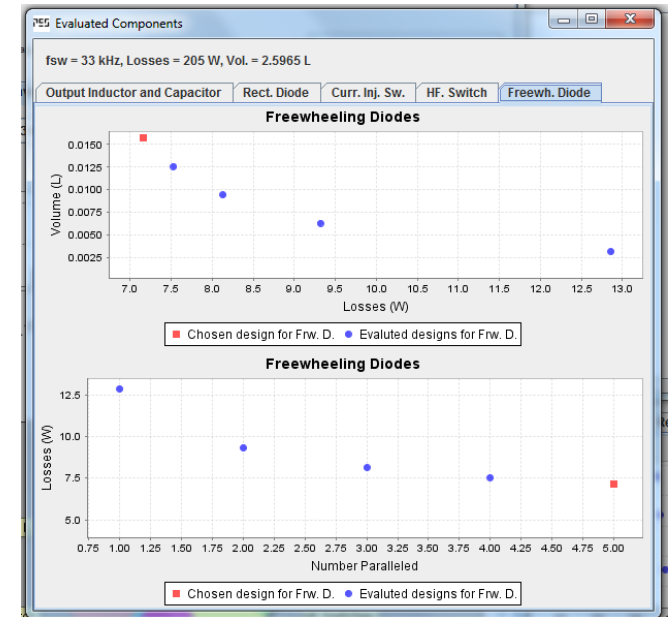 PES Evaluated Components
fsw = 33 kHz, Losses = 205 W, Vol. = 2.5965 L
Output Inductor and Capacitor Rect. Diode Curr. Inj. Sw. HF. Switch Freewh. Diode
Freewheeling Diodes
Volume (L)
0.0150
0.0125
0.0100
0.0075
0.0050
0.0025
7.0 7.5 8.0 8.5 9.0 9.5 10.0 10.5 11.0 11.5 12.0 12.5 13.0
Losses (W)
Chosen design for Frw. D. Evaluted designs for Frw. D.
Freewheeling Diodes
Losses (W)
12.5
10.0
7.5
5.0
0.75 1.00 1.25 1.50 1.75 2.00 2.25 2.50 2.75 3.00 3.25 3.50 3.75 4.00 4.25 4.50 4.75 5.00
Number Paralleled
Chosen design for Frw. D. Evaluted designs for Frw. D.